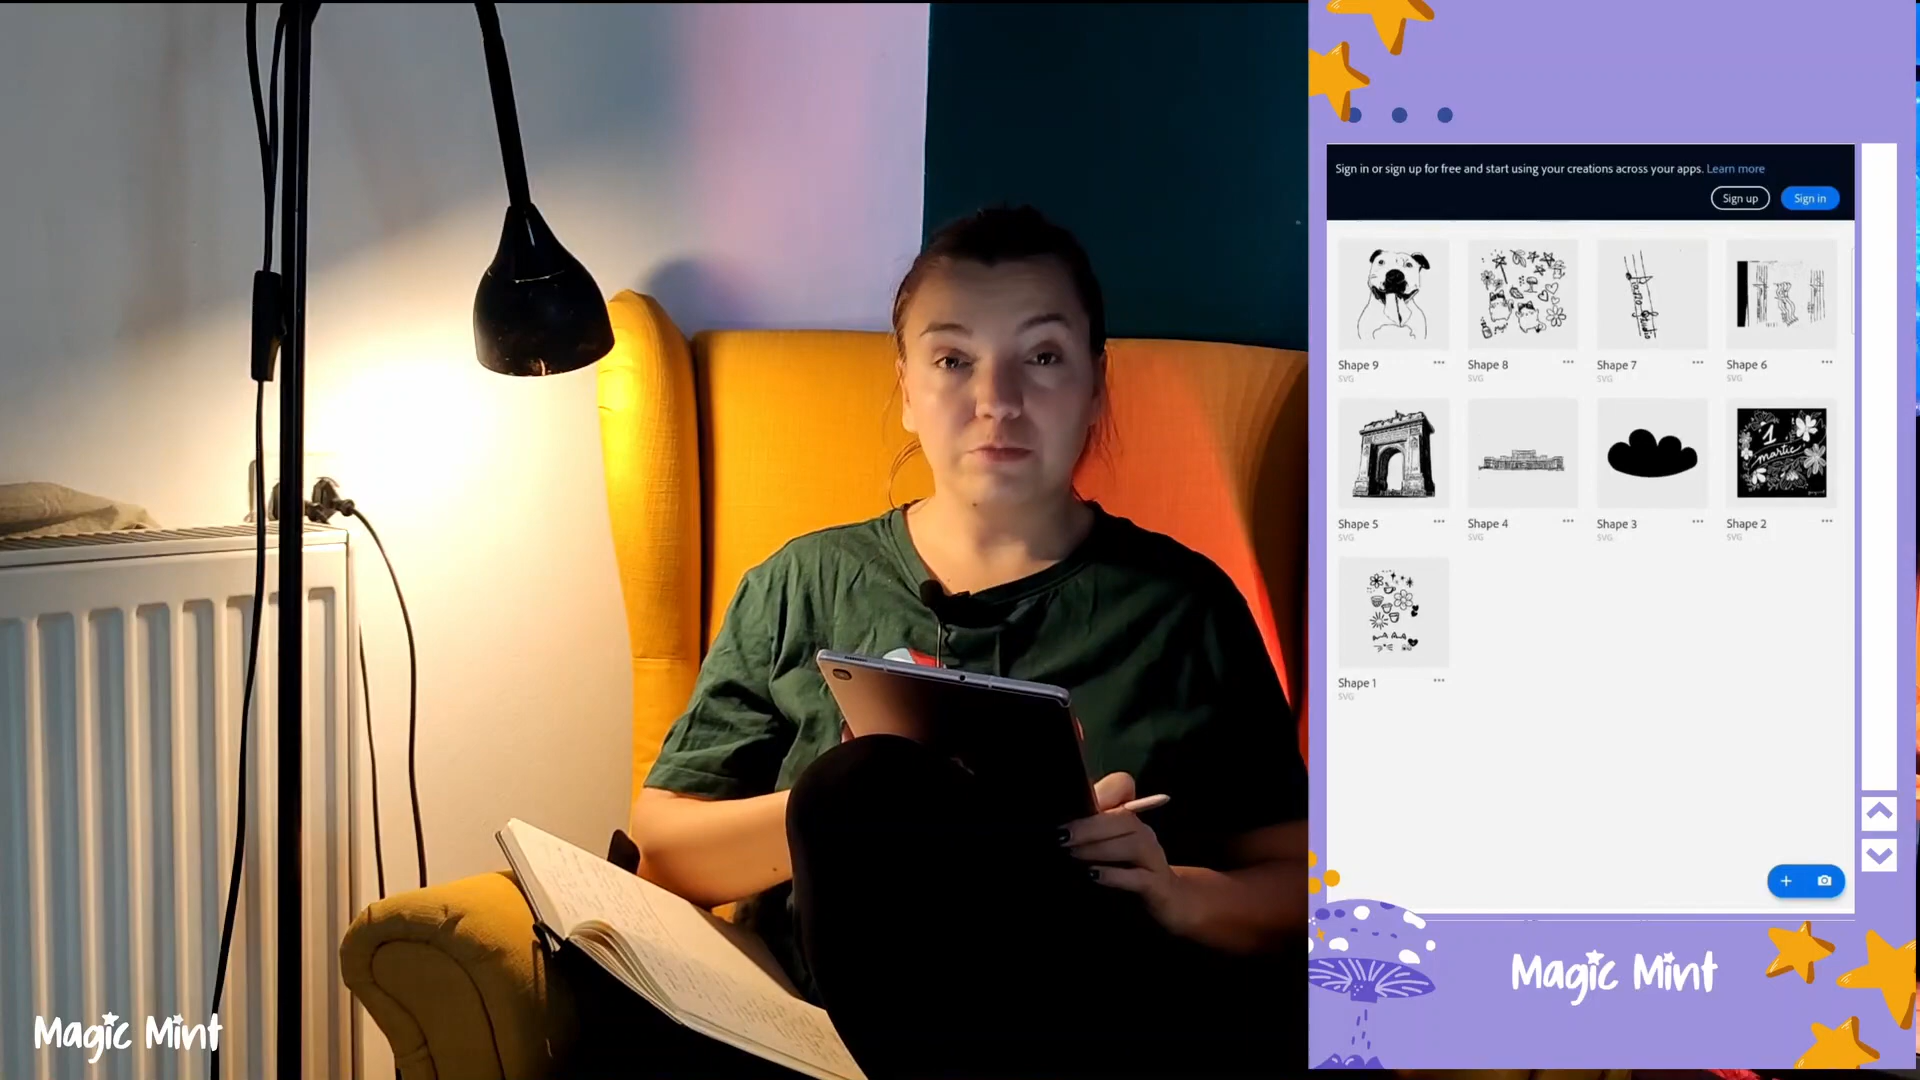 Sign in or sign up for free and start using your creations across your apps. Learn more
Sign up
Sign in
Shape 9
SVG
Shape 8
SVG
Shape 7
SVG
Shape 6
SVG
1
martie
Shape 5
SVG
Shape 4
SVG
Shape 3
SVG
Shape 2
SVG
Shape 1
SVG
Magic Mint
Magic Mint